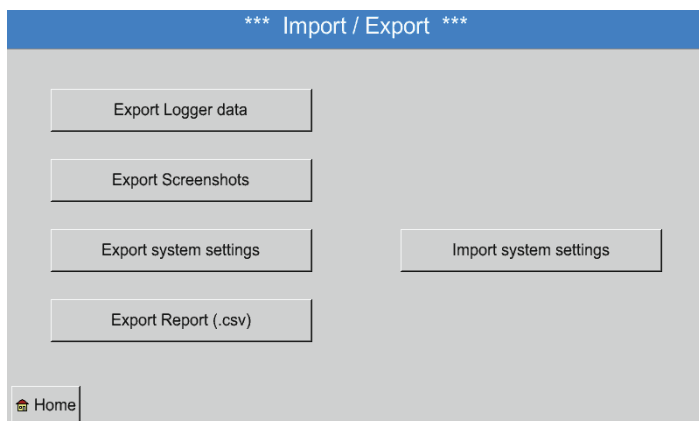 *** Import / Export ***
Export Logger data
Export Screenshots
Export system settings
Import system settings
Export Report (.csv)
Home